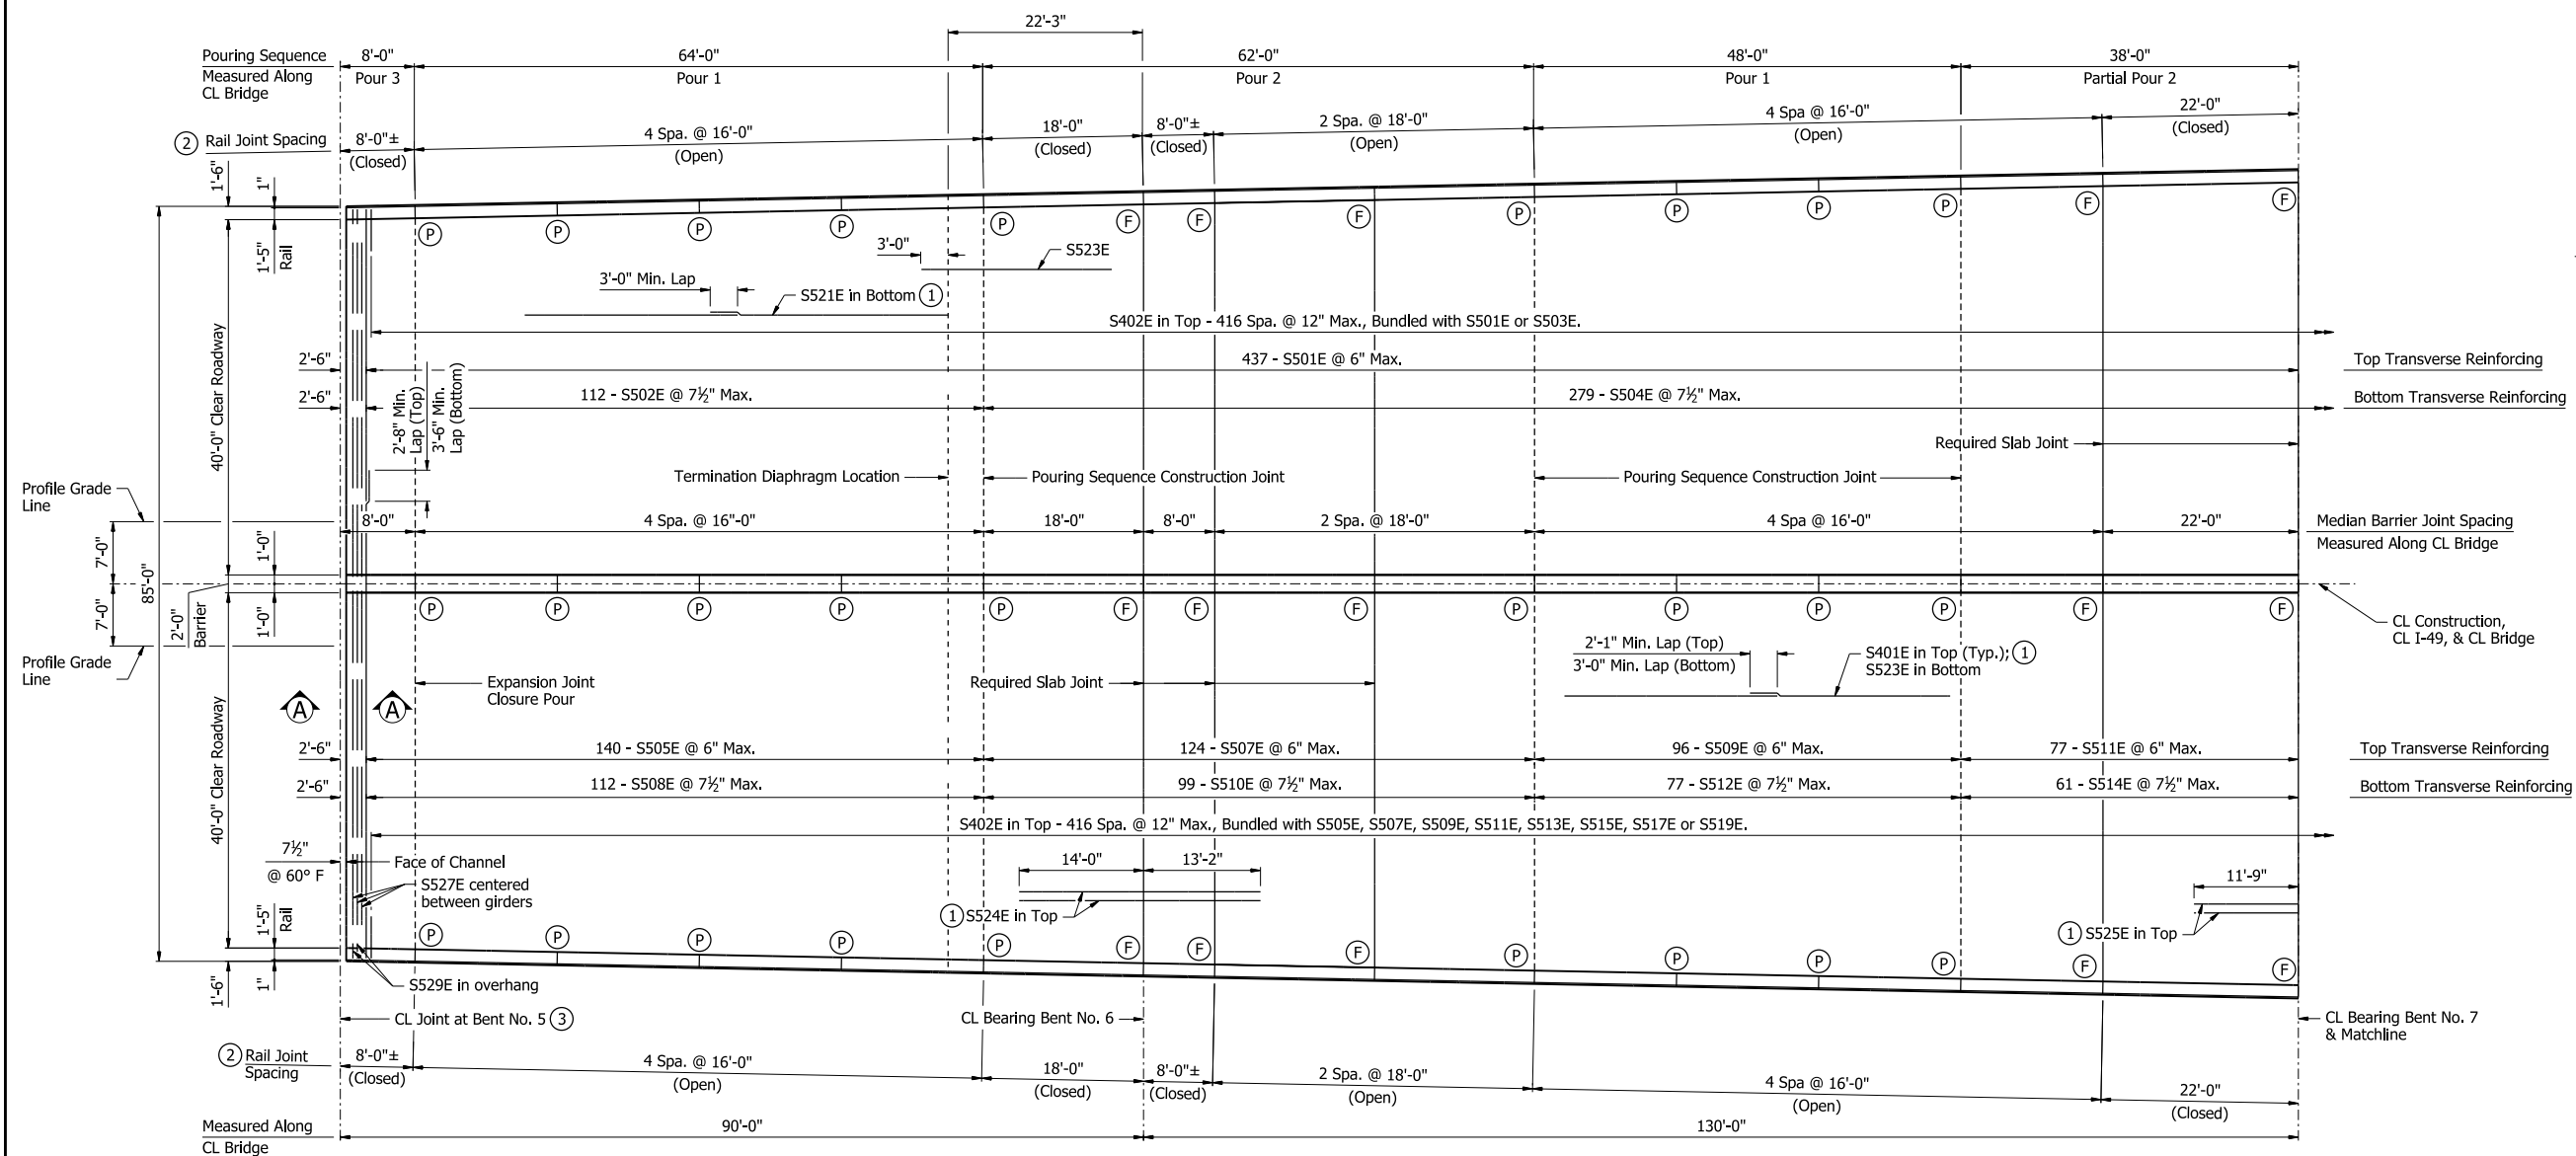 22'-3"
Pouring Sequence
Measured Along
CL Bridge
8'-0"
Pour 3
64'-0"
Pour 1
62'-0"
Pour 2
48'-0"
Pour 1
38'-0"
Partial Pour 2
② Rail Joint Spacing
8'-0"±
(Closed)
4 Spa. @ 16'-0"
(Open)
18'-0"
(Closed)
8'-0"±
(Closed)
2 Spa. @ 18'-0"
(Open)
4 Spa @ 16'-0"
(Open)
22'-0"
(Closed)
1'-6"
1"
1'-5"
Rail
P P P P P F F F P P P P F F
3'-0"
S523E
3'-0" Min. Lap
S521E in Bottom ①
S402E in Top - 416 Spa. @ 12" Max., Bundled with S501E or S503E.
2'-6"
437 - S501E @ 6" Max.
Top Transverse Reinforcing
2'-6"
112 - S502E @ 7½" Max.
279 - S504E @ 7½" Max.
Bottom Transverse Reinforcing
40'-0" Clear Roadway
2'-8" Min.
Lap (Top)
3'-6" Min.
Lap (Bottom)
Required Slab Joint
Termination Diaphragm Location
Pouring Sequence Construction Joint
Pouring Sequence Construction Joint
Profile Grade
Line
8'-0"
4 Spa. @ 16"-0"
18'-0"
8'-0"
2 Spa. @ 18'-0"
4 Spa @ 16'-0"
22'-0"
Median Barrier Joint Spacing
Measured Along CL Bridge
7'-0"
1'-0"
85'-0"
7'-0"
2'-0"
Barrier
1'-0"
P P P P P F F F P P P P F F
CL Construction,
CL I-49, & CL Bridge
Profile Grade
Line
2'-1" Min. Lap (Top)
3'-0" Min. Lap (Bottom)
S401E in Top (Typ.); ①
S523E in Bottom
Expansion Joint
Closure Pour
Required Slab Joint
A A
40'-0" Clear Roadway
2'-6"
140 - S505E @ 6" Max.
124 - S507E @ 6" Max.
96 - S509E @ 6" Max.
77 - S511E @ 6" Max.
Top Transverse Reinforcing
2'-6"
112 - S508E @ 7½" Max.
99 - S510E @ 7½" Max.
77 - S512E @ 7½" Max.
61 - S514E @ 7½" Max.
Bottom Transverse Reinforcing
S402E in Top - 416 Spa. @ 12" Max., Bundled with S505E, S507E, S509E, S511E, S513E, S515E, S517E or S519E.
7½"
@ 60° F
Face of Channel
S527E centered
between girders
14'-0"
13'-2"
11'-9"
① S524E in Top
① S525E in Top
1'-5"
Rail
P P P P P F F F P P P P F F
1'-6"
1"
S529E in overhang
CL Joint at Bent No. 5 ③
CL Bearing Bent No. 6
CL Bearing Bent No. 7
& Matchline
② Rail Joint
Spacing
8'-0"±
(Closed)
4 Spa. @ 16'-0"
(Open)
18'-0"
(Closed)
8'-0"±
(Closed)
2 Spa. @ 18'-0"
(Open)
4 Spa @ 16'-0"
(Open)
22'-0"
(Closed)
Measured Along
CL Bridge
90'-0"
130'-0"